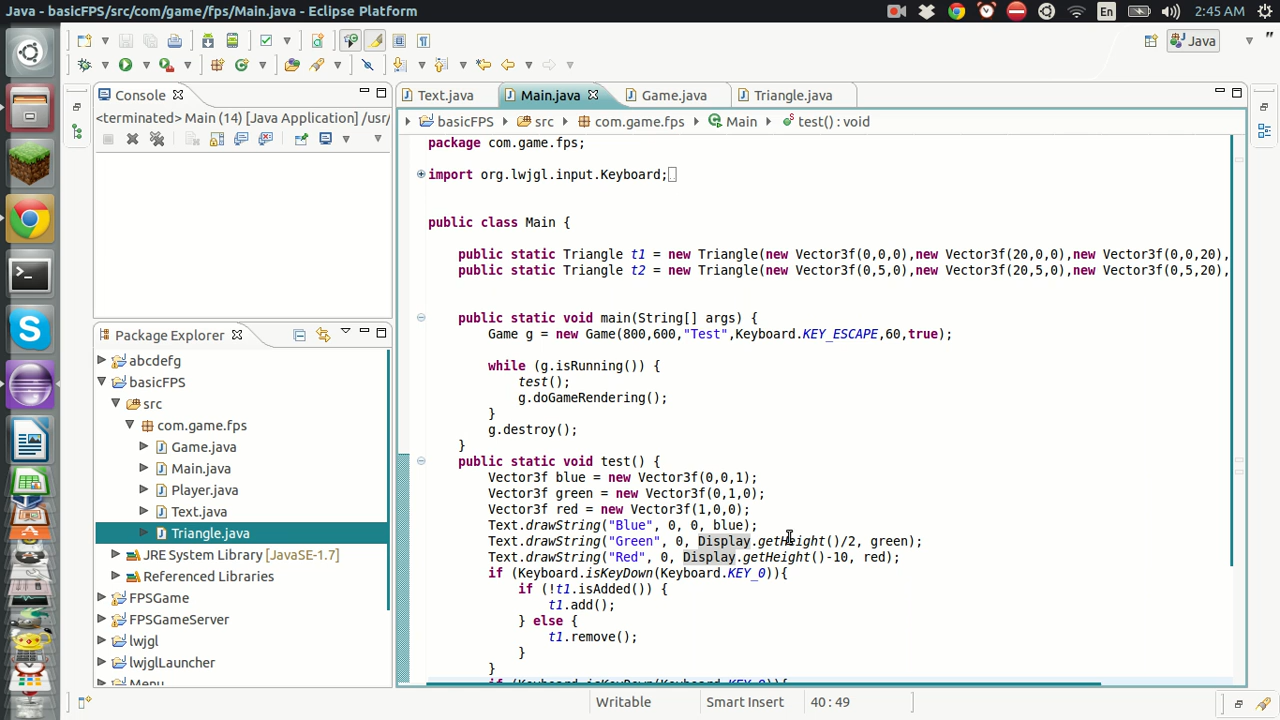 Java - basicFPS/src/com/game/fps/Main.java - Eclipse Platform
En
2:45 AM
Java
Console
<terminated> Main (14) [Java Application] /usr/
Text.java
Main.java
Game.java
Triangle.java
basicFPS
src
com.game.fps
Main
test() : void
package com.game.fps;
import org.lwjgl.input.Keyboard;
public class Main {
public static Triangle t1 = new Triangle(new Vector3f(0,0,0),new Vector3f(20,0,0),new Vector3f(0,0,20),
public static Triangle t2 = new Triangle(new Vector3f(0,5,0),new Vector3f(20,5,0),new Vector3f(0,5,20),
public static void main(String[] args) {
Game g = new Game(800,600,"Test",Keyboard.KEY_ESCAPE,60,true);
while (g.isRunning()) {
test();
g.doGameRendering();
}
g.destroy();
}
public static void test() {
Vector3f blue = new Vector3f(0,0,1);
Vector3f green = new Vector3f(0,1,0);
Vector3f red = new Vector3f(1,0,0);
Text.drawString("Blue", 0, 0, blue);
Text.drawString("Green", 0, Display.getHeight()/2, green);
Text.drawString("Red", 0, Display.getHeight()-10, red);
if (Keyboard.isKeyDown(Keyboard.KEY_0)){
if (!t1.isAdded()) {
t1.add();
} else {
t1.remove();
}
}
if (Keyboard.isKeyDown(Keyboard.KEY_9)){
Package Explorer
abcdefg
basicFPS
src
com.game.fps
Game.java
Main.java
Player.java
Text.java
Triangle.java
JRE System Library [JavaSE-1.7]
Referenced Libraries
FPSGame
FPSGameServer
lwjgl
lwjglLauncher
Menu
Writable
Smart Insert
40 : 49